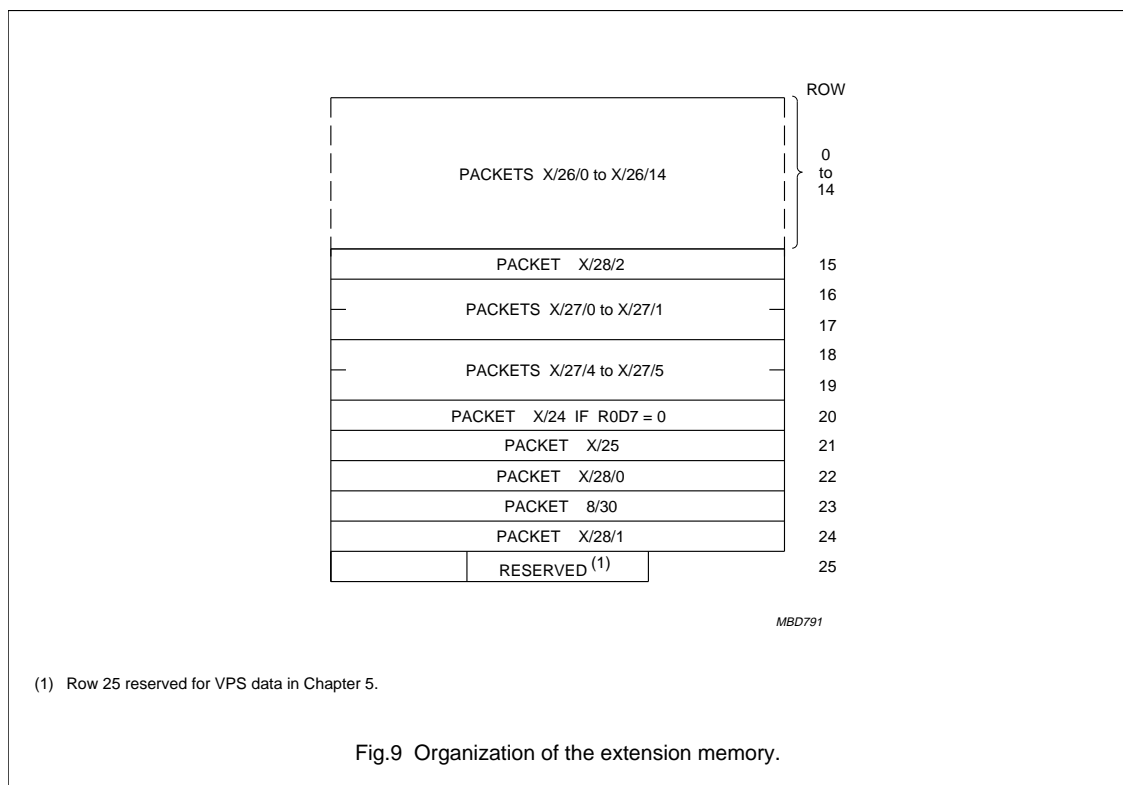 ROW
PACKETS X/26/0 to X/26/14
0
to
14
PACKET X/28/2 15
16
PACKETS X/27/0 to X/27/1
17
18
PACKETS X/27/4 to X/27/5
19
PACKET X/24 IF R0D7 = 0 20
PACKET X/25 21
PACKET X/28/0 22
PACKET 8/30 23
PACKET X/28/1 24
RESERVED (1) 25
MBD791
(1) Row 25 reserved for VPS data in Chapter 5.
Fig.9 Organization of the extension memory.